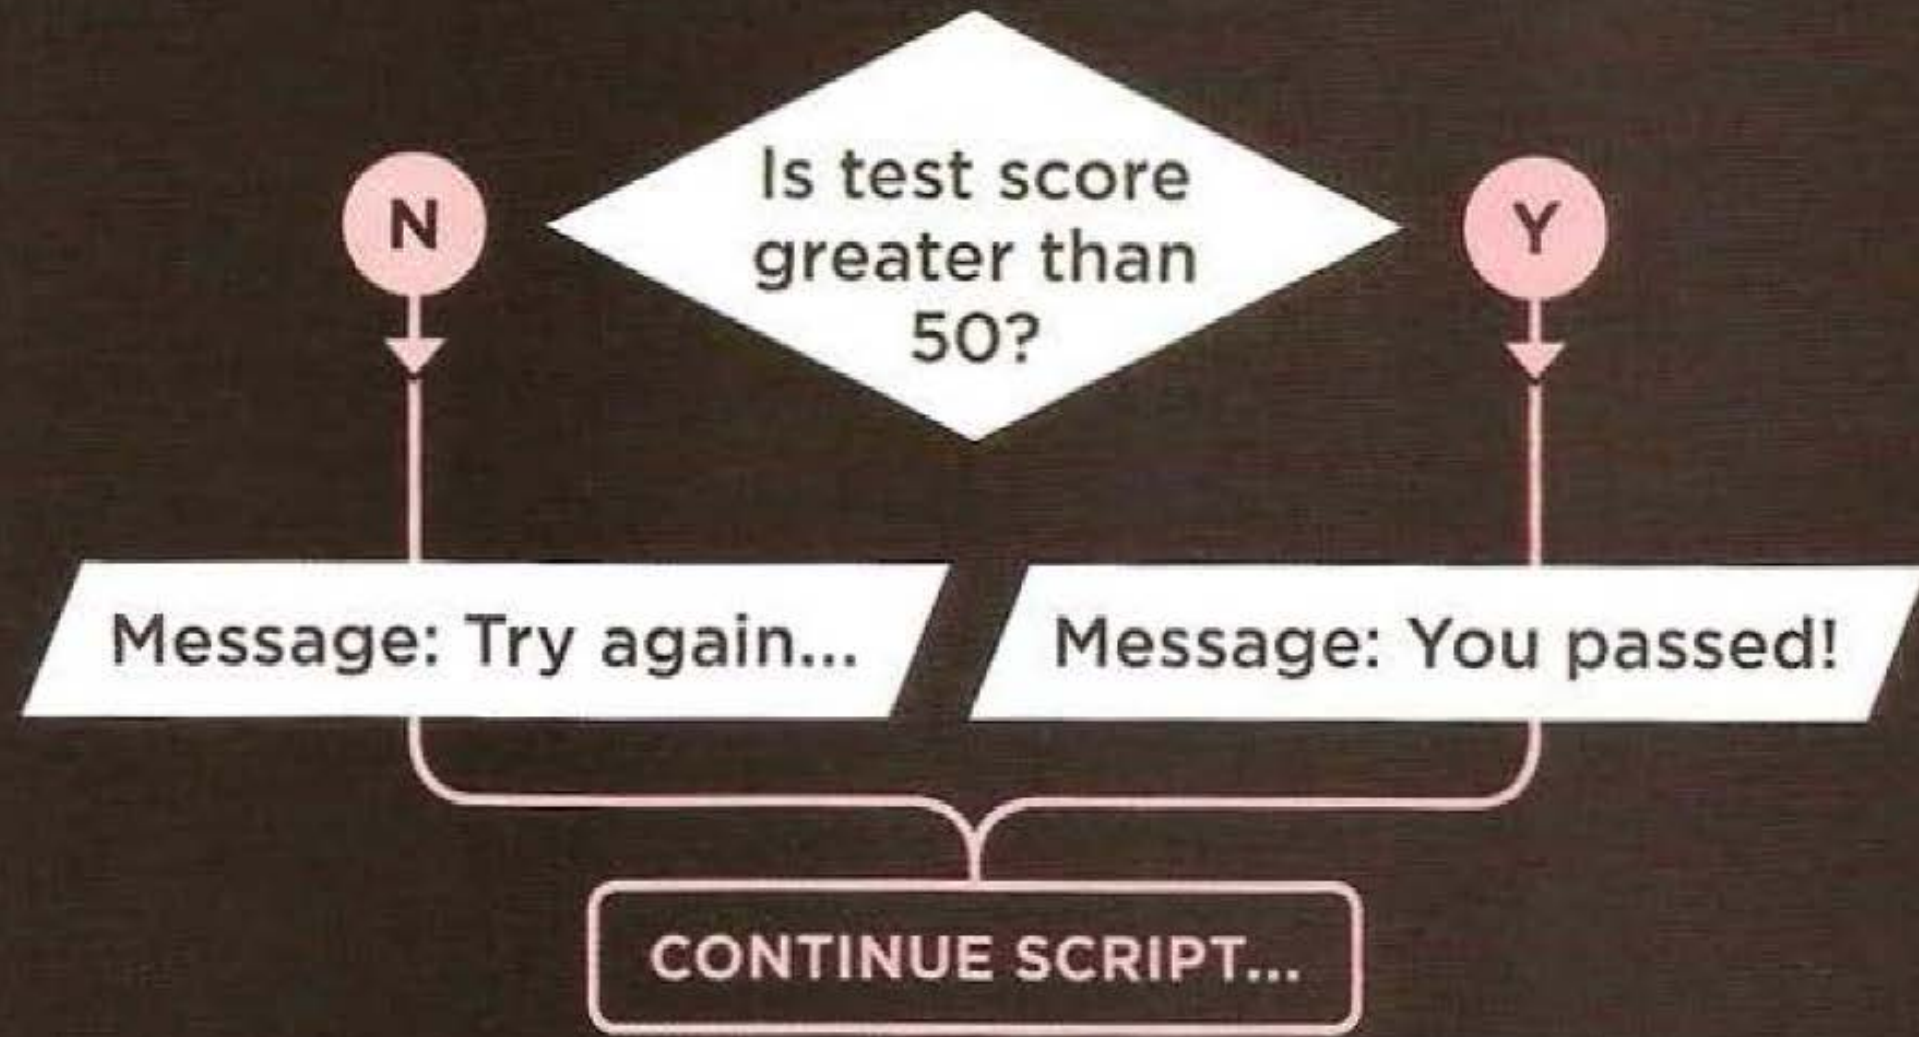 Is test score
greater than
50?
N
Y
Message: Try again...
Message: You passed!
CONTINUE SCRIPT...